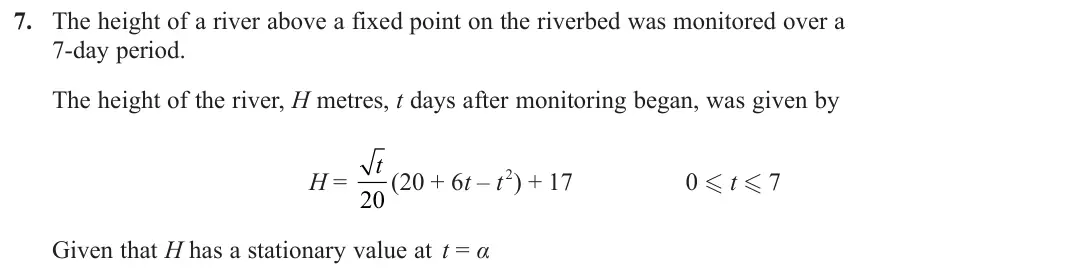 7. The height of a river above a fixed point on the riverbed was monitored over a
7-day period.
The height of the river, H metres, t days after monitoring began, was given by
H = √t/20 (20 + 6t – t²) + 17 0 ⩽ t ⩽ 7
Given that H has a stationary value at t = α